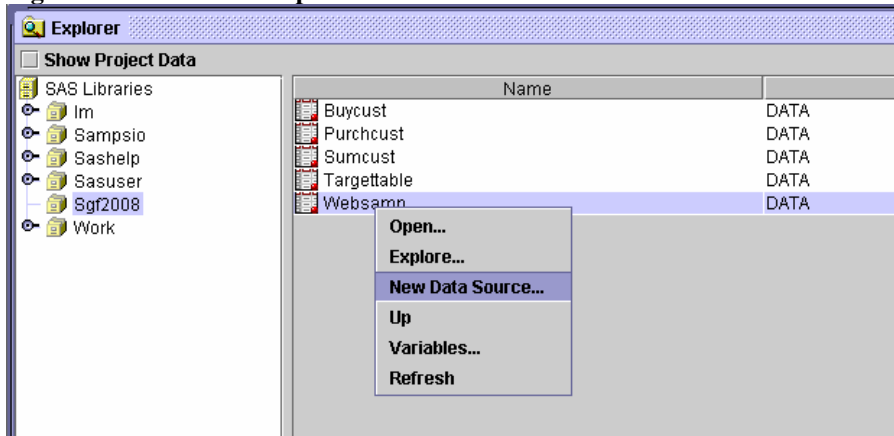 Explorer
Show Project Data
SAS Libraries
Im
Sampsio
Sashelp
Sasuser
Sgf2008
Work
Name
Buycust DATA
Purchcust DATA
Sumcust DATA
Targettable DATA
Websamp DATA
Open...
Explore...
New Data Source...
Up
Variables...
Refresh